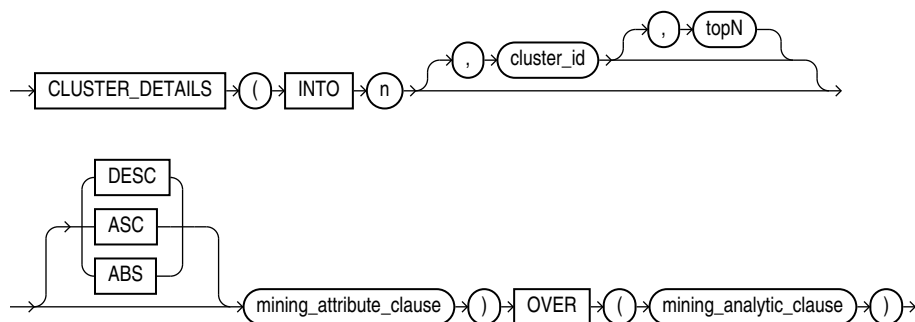 , topN
, cluster_id
CLUSTER_DETAILS ( INTO n
DESC
ASC
ABS
mining_attribute_clause ) OVER ( mining_analytic_clause )